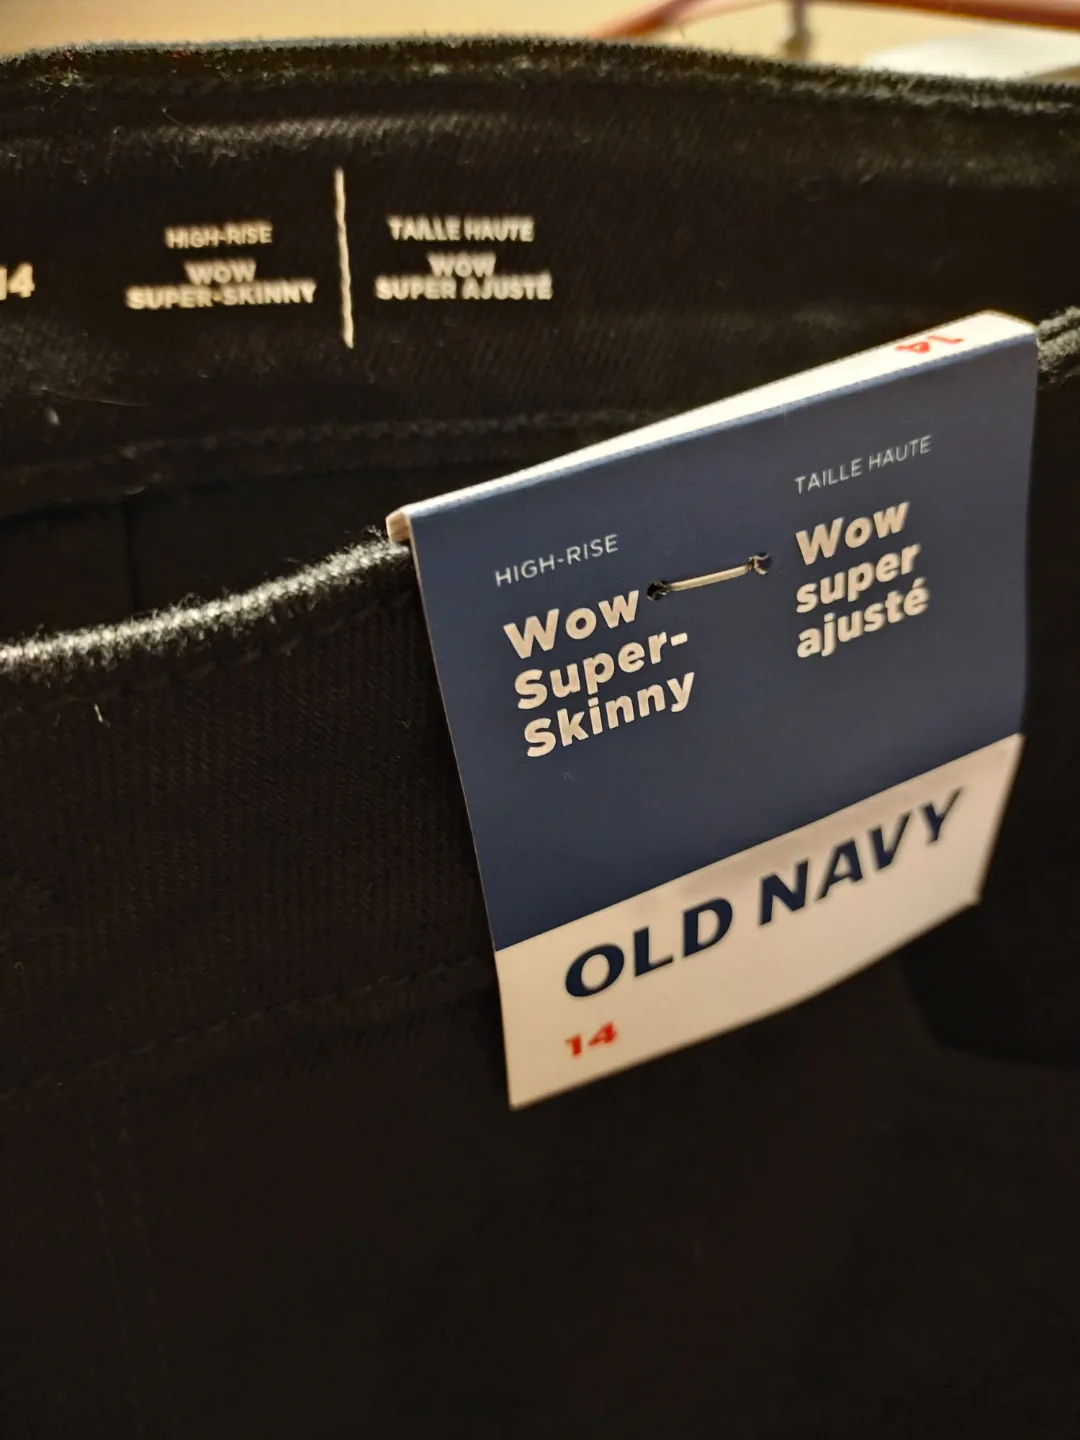 14
HIGH-RISE
WOW
SUPER-SKINNY
TAILLE HAUTE
WOW
SUPER AJUSTÉ
14
HIGH-RISE
Wow
Super-
Skinny
TAILLE HAUTE
Wow
super
ajusté
OLD NAVY
14